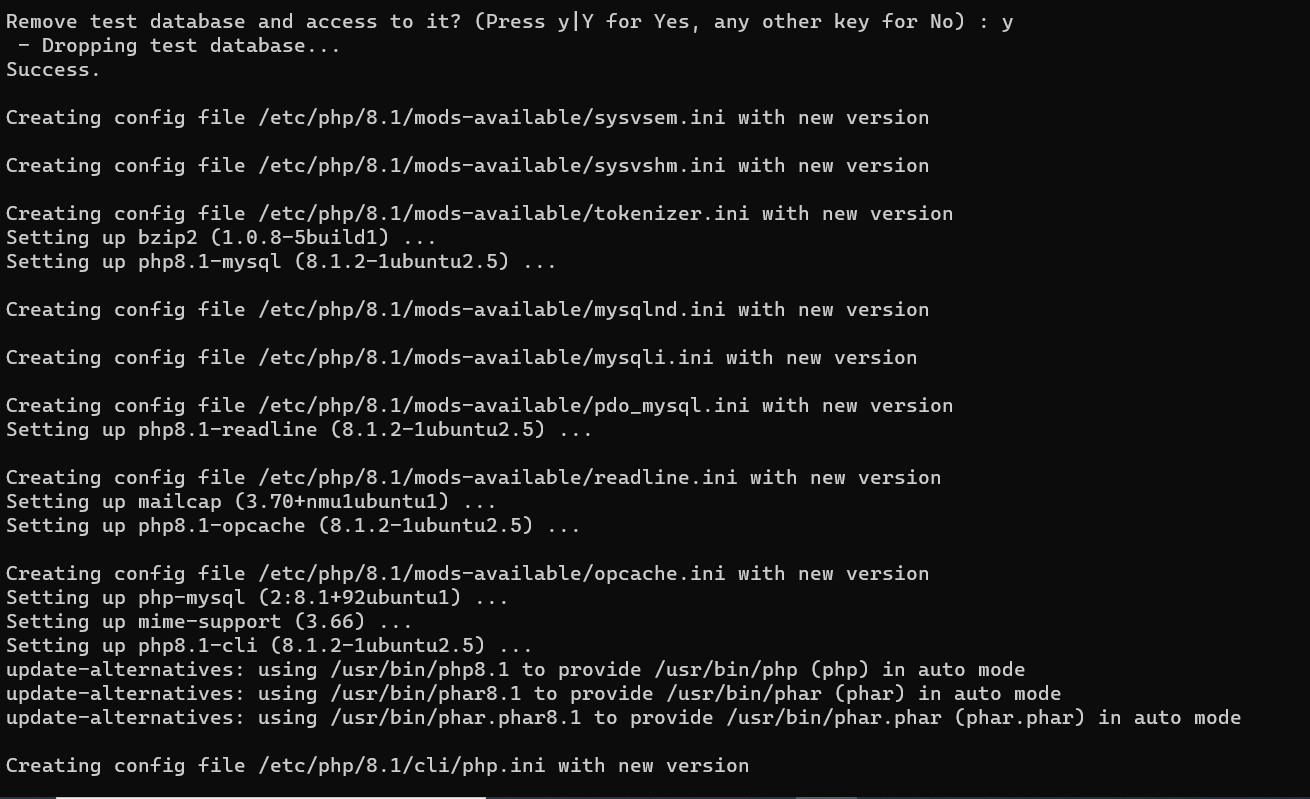 Remove test database and access to it? (Press y|Y for Yes, any other key for No) : y
 - Dropping test database...
Success.
Creating config file /etc/php/8.1/mods-available/sysvsem.ini with new version
Creating config file /etc/php/8.1/mods-available/sysvshm.ini with new version
Creating config file /etc/php/8.1/mods-available/tokenizer.ini with new version
Setting up bzip2 (1.0.8-5build1) ...
Setting up php8.1-mysql (8.1.2-1ubuntu2.5) ...
Creating config file /etc/php/8.1/mods-available/mysqlnd.ini with new version
Creating config file /etc/php/8.1/mods-available/mysqli.ini with new version
Creating config file /etc/php/8.1/mods-available/pdo_mysql.ini with new version
Setting up php8.1-readline (8.1.2-1ubuntu2.5) ...
Creating config file /etc/php/8.1/mods-available/readline.ini with new version
Setting up mailcap (3.70+nmu1ubuntu1) ...
Setting up php8.1-opcache (8.1.2-1ubuntu2.5) ...
Creating config file /etc/php/8.1/mods-available/opcache.ini with new version
Setting up php-mysql (2:8.1+92ubuntu1) ...
Setting up mime-support (3.66) ...
Setting up php8.1-cli (8.1.2-1ubuntu2.5) ...
update-alternatives: using /usr/bin/php8.1 to provide /usr/bin/php (php) in auto mode
update-alternatives: using /usr/bin/phar8.1 to provide /usr/bin/phar (phar) in auto mode
update-alternatives: using /usr/bin/phar.phar8.1 to provide /usr/bin/phar.phar (phar.phar) in auto mode
Creating config file /etc/php/8.1/cli/php.ini with new version